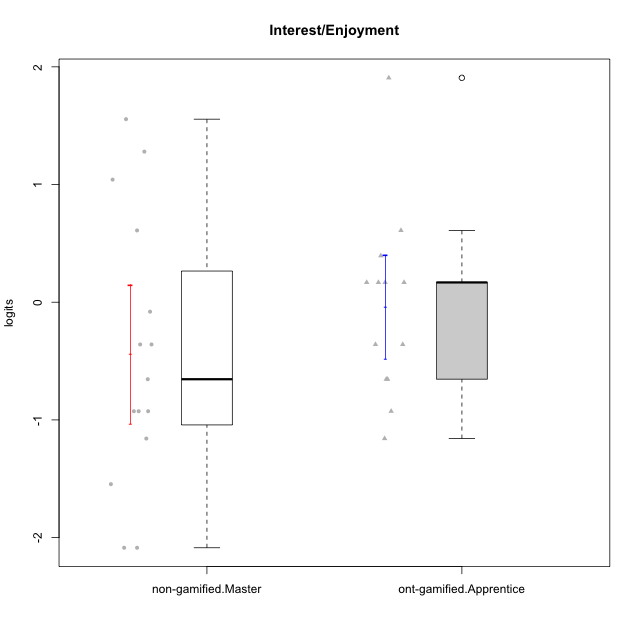 Interest/Enjoyment
logits
2
1
0
-1
-2
non-gamified.Master
ont-gamified.Apprentice